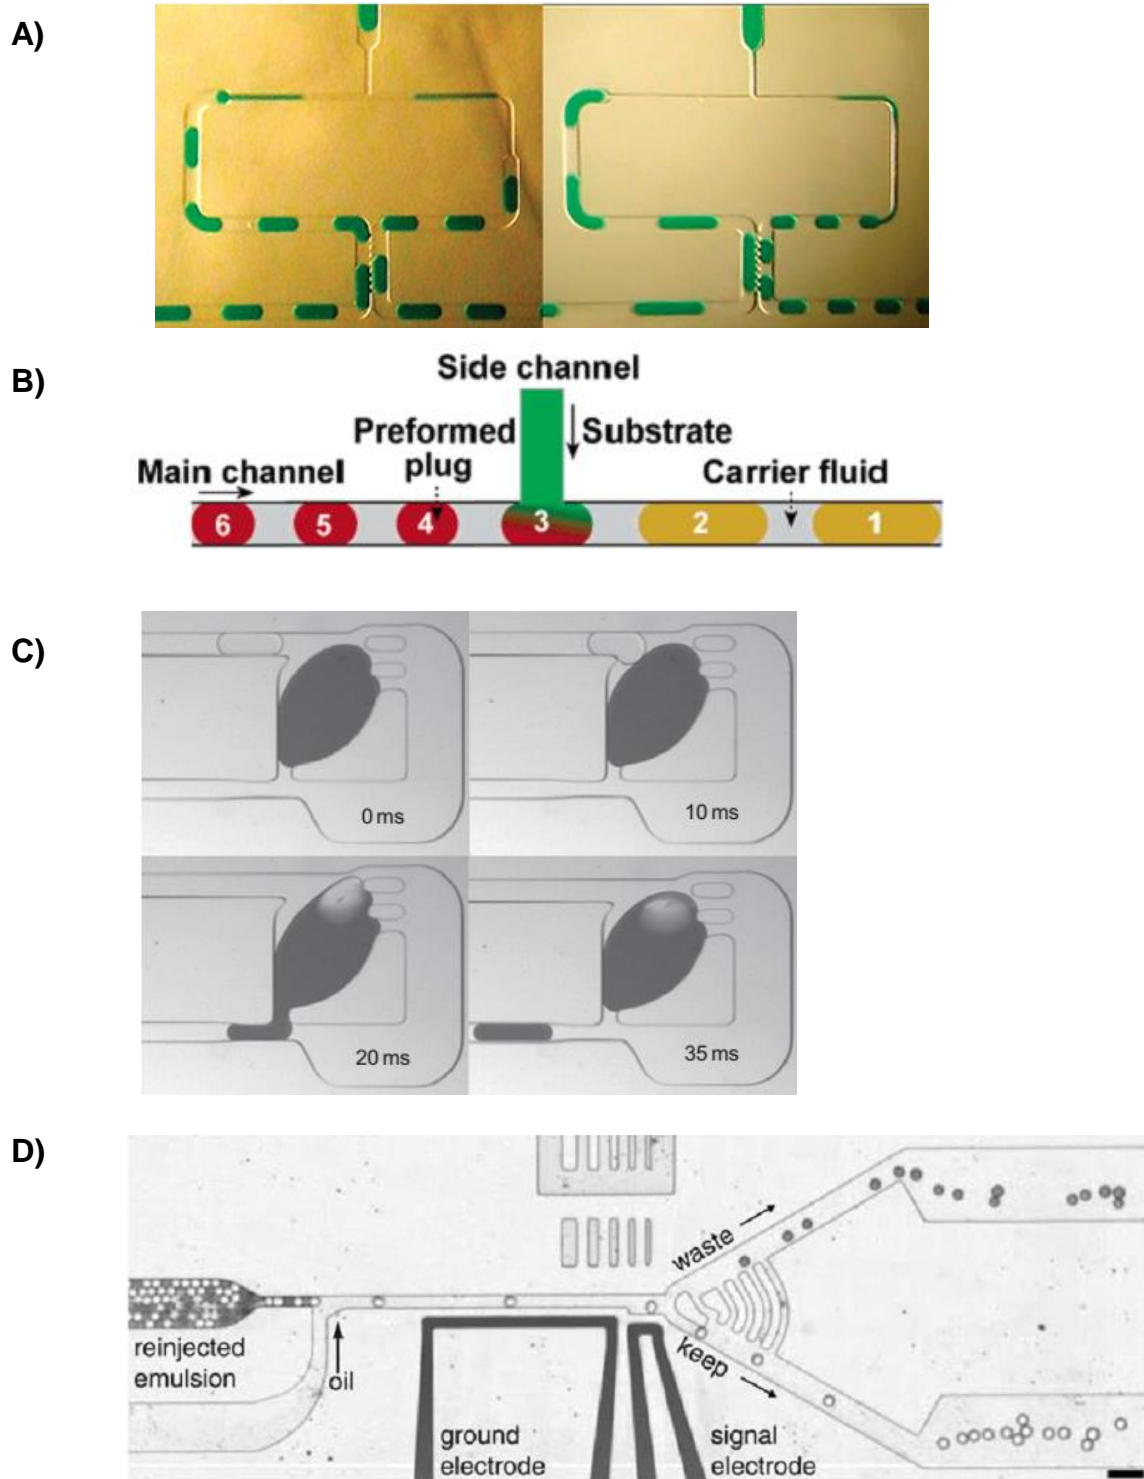 A)
B)
Side channel
Preformed
plug
Substrate
Main channel
Carrier fluid
6
5
4
3
2
1
C)
0 ms
10 ms
20 ms
35 ms
D)
waste
reinjected
emulsion
oil
keep
ground
electrode
signal
electrode